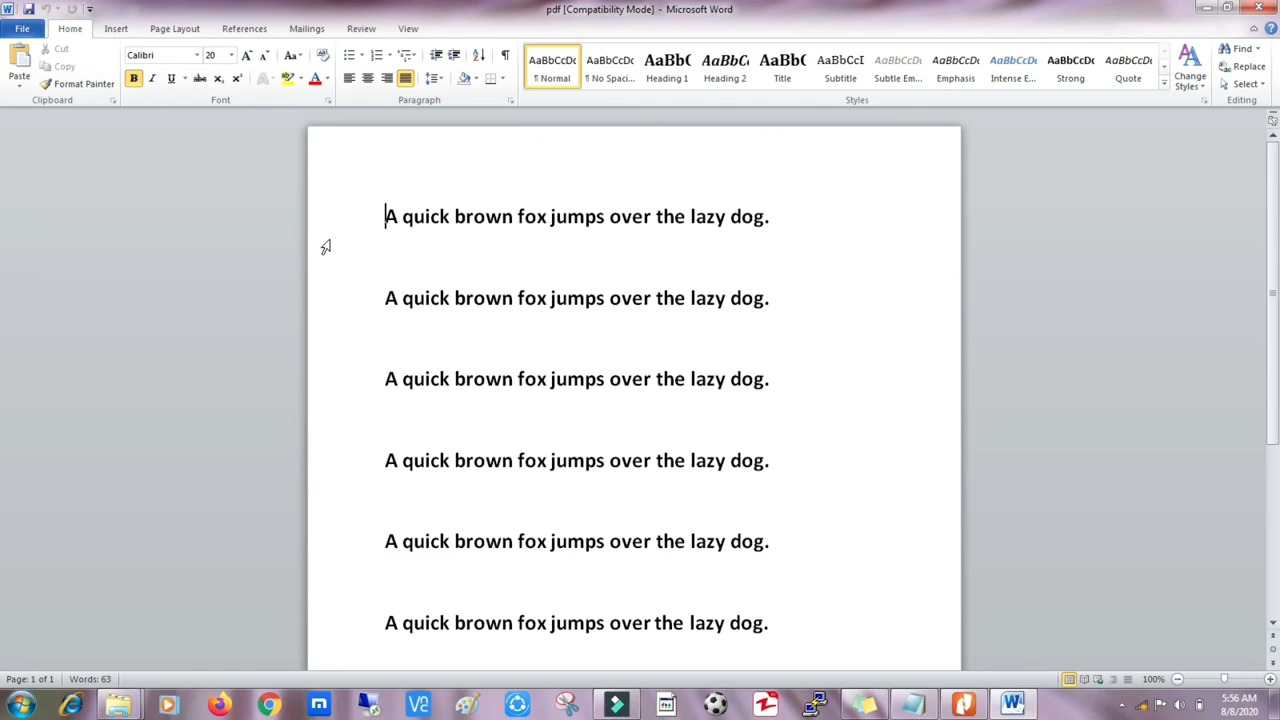 pdf [Compatibility Mode] - Microsoft Word
File Home Insert Page Layout References Mailings Review View
Paste
Cut
Copy
Format Painter
Clipboard
Calibri 20
Font
Paragraph
AaBbCcDc AaBbCcDc AaBbC AaBbCc AaBbC AaBbCcI AaBbCcDc AaBbCcDc AaBbCcDc AaBbCcDc AaBbCcDc
¶ Normal ¶ No Spaci... Heading 1 Heading 2 Title Subtitle Subtle Em... Emphasis Intense E... Strong Quote
Change Styles
Styles
Find
Replace
Select
Editing
A quick brown fox jumps over the lazy dog.
A quick brown fox jumps over the lazy dog.
A quick brown fox jumps over the lazy dog.
A quick brown fox jumps over the lazy dog.
A quick brown fox jumps over the lazy dog.
A quick brown fox jumps over the lazy dog.
Page: 1 of 1 Words: 63
100%
5:56 AM
8/8/2020